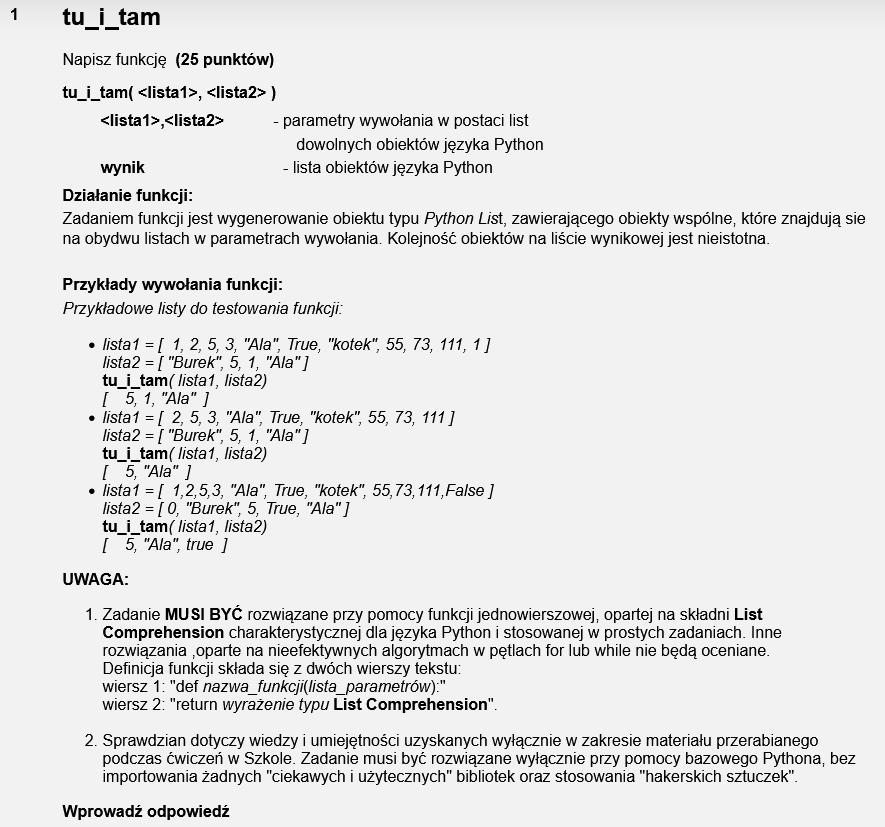 1 tu_i_tam
Napisz funkcję (25 punktów)
tu_i_tam( <lista1>, <lista2> )
<lista1>,<lista2> - parametry wywołania w postaci list
dowolnych obiektów języka Python
wynik - lista obiektów języka Python
Działanie funkcji:
Zadaniem funkcji jest wygenerowanie obiektu typu Python List, zawierającego obiekty wspólne, które znajdują sie
na obydwu listach w parametrach wywołania. Kolejność obiektów na liście wynikowej jest nieistotna.
Przykłady wywołania funkcji:
Przykładowe listy do testowania funkcji:
• lista1 = [ 1, 2, 5, 3, "Ala", True, "kotek", 55, 73, 111, 1 ]
lista2 = [ "Burek", 5, 1, "Ala" ]
tu_i_tam( lista1, lista2)
[ 5, 1, "Ala" ]
• lista1 = [ 2, 5, 3, "Ala", True, "kotek", 55, 73, 111 ]
lista2 = [ "Burek", 5, 1, "Ala" ]
tu_i_tam( lista1, lista2)
[ 5, "Ala" ]
• lista1 = [ 1,2,5,3, "Ala", True, "kotek", 55,73,111,False ]
lista2 = [ 0, "Burek", 5, True, "Ala" ]
tu_i_tam( lista1, lista2)
[ 5, "Ala", true ]
UWAGA:
1. Zadanie MUSI BYĆ rozwiązane przy pomocy funkcji jednowierszowej, opartej na składni List
Comprehension charakterystycznej dla języka Python i stosowanej w prostych zadaniach. Inne
rozwiązania ,oparte na nieefektywnych algorytmach w pętlach for lub while nie będą oceniane.
Definicja funkcji składa się z dwóch wierszy tekstu:
wiersz 1: "def nazwa_funkcji(lista_parametrów):"
wiersz 2: "return wyrażenie typu List Comprehension".
2. Sprawdzian dotyczy wiedzy i umiejętności uzyskanych wyłącznie w zakresie materiału przerabianego
podczas ćwiczeń w Szkole. Zadanie musi być rozwiązane wyłącznie przy pomocy bazowego Pythona, bez
importowania żadnych "ciekawych i użytecznych" bibliotek oraz stosowania "hakerskich sztuczek".
Wprowadź odpowiedź